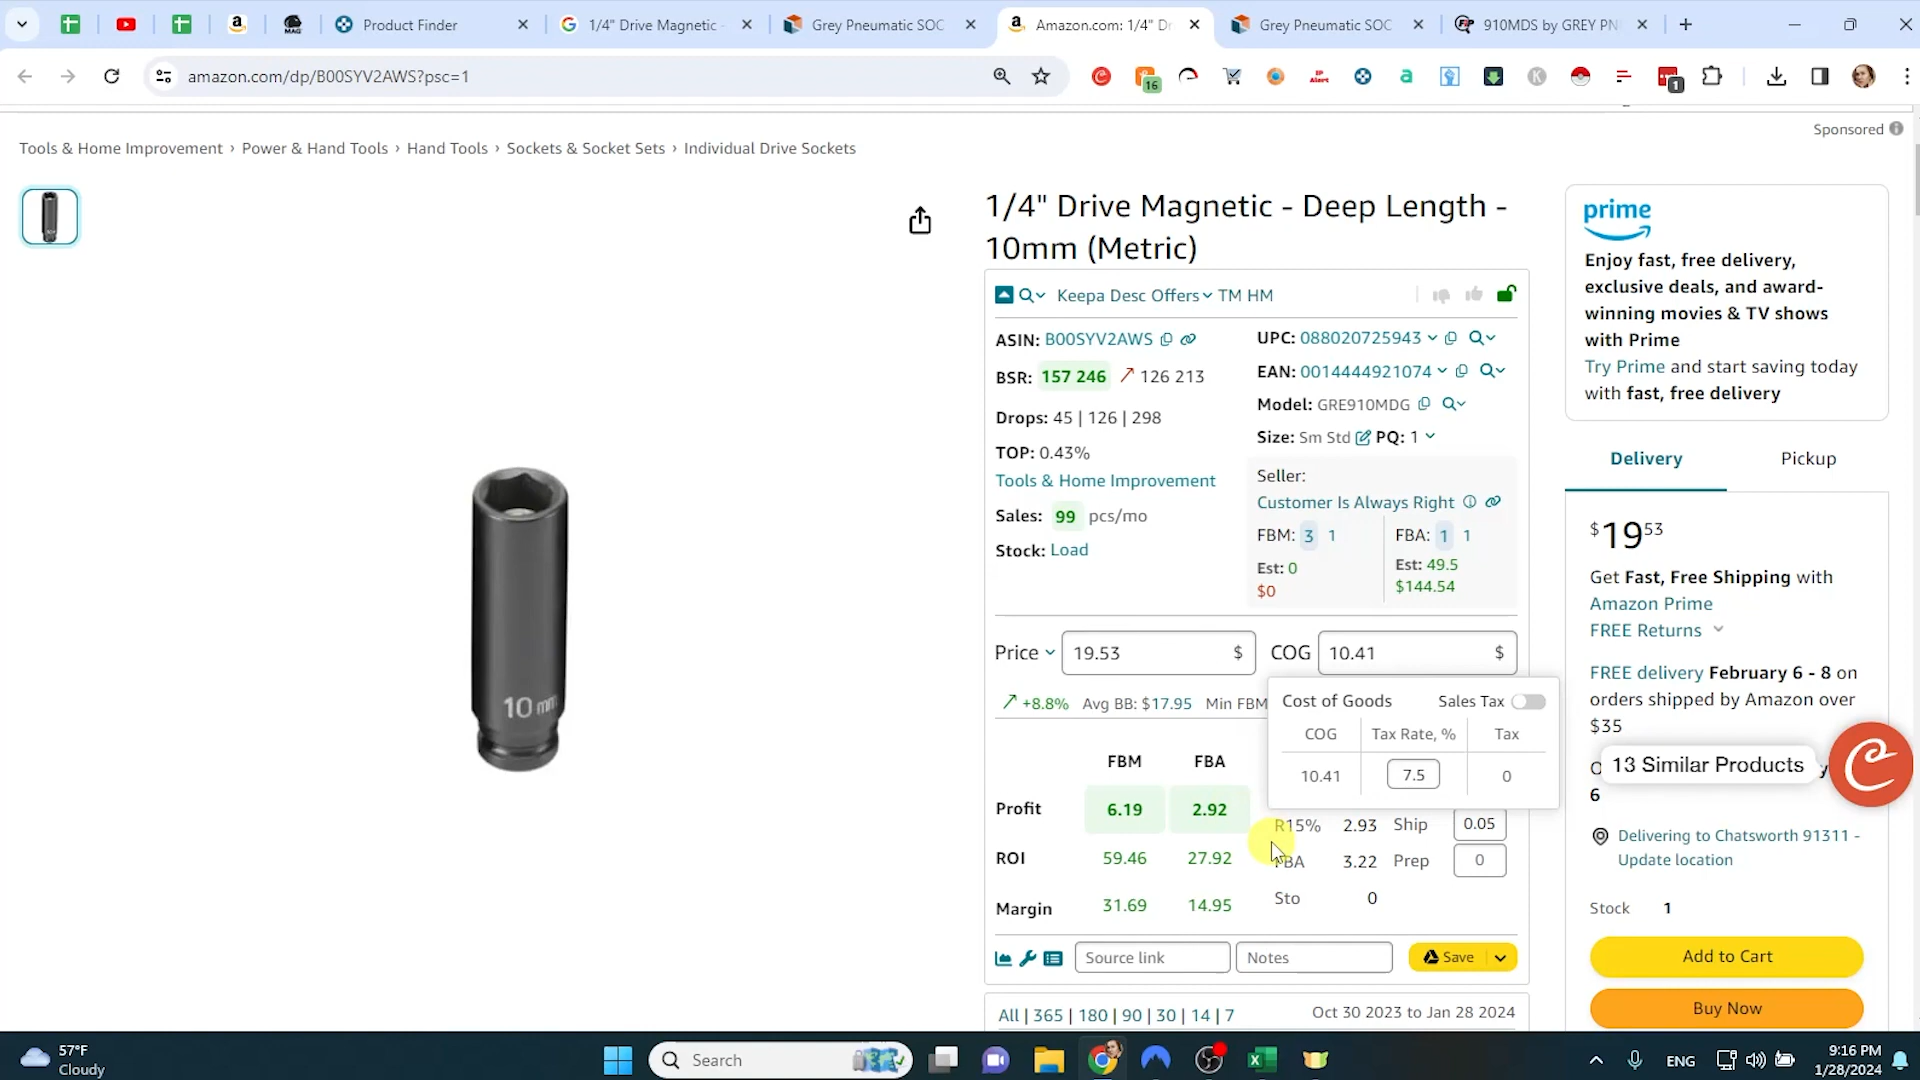 Product Finder
1/4" Drive Magnetic -
Grey Pneumatic SOC
Amazon.com: 1/4" Dr
Grey Pneumatic SOC
910MDS by GREY PN
amazon.com/dp/B00SYV2AWS?psc=1
16
1
Sponsored
Tools & Home Improvement › Power & Hand Tools › Hand Tools › Sockets & Socket Sets › Individual Drive Sockets
1/4" Drive Magnetic - Deep Length -
10mm (Metric)
Keepa Desc Offers TM HM
ASIN: B00SYV2AWS
UPC: 088020725943
BSR: 157 246 126 213
EAN: 0014444921074
Model: GRE910MDG
Drops: 45 | 126 | 298
Size: Sm Std PQ: 1
TOP: 0.43%
Tools & Home Improvement
Seller:
Customer Is Always Right
Sales: 99 pcs/mo
FBM: 3 1
FBA: 1 1
Stock: Load
Est: 0
Est: 49.5
$0
$144.54
Price 19.53 $
COG 10.41 $
+8.8% Avg BB: $17.95 Min FBM
Cost of Goods Sales Tax
COG Tax Rate, % Tax
10.41 7.5 0
FBM FBA
Profit 6.19 2.92
R15% 2.93 Ship 0.05
ROI 59.46 27.92
FBA 3.22 Prep 0
Margin 31.69 14.95
Sto 0
Source link
Notes
Save
All | 365 | 180 | 90 | 30 | 14 | 7
Oct 30 2023 to Jan 28 2024
10 mm
prime
Enjoy fast, free delivery,
exclusive deals, and award-
winning movies & TV shows
with Prime
Try Prime and start saving today
with fast, free delivery
Delivery
Pickup
$19 53
Get Fast, Free Shipping with
Amazon Prime
FREE Returns
FREE delivery February 6 - 8 on
orders shipped by Amazon over
$35
13 Similar Products
6
Delivering to Chatsworth 91311 -
Update location
Stock 1
Add to Cart
Buy Now
57°F
Cloudy
Search
ENG
9:16 PM
1/28/2024